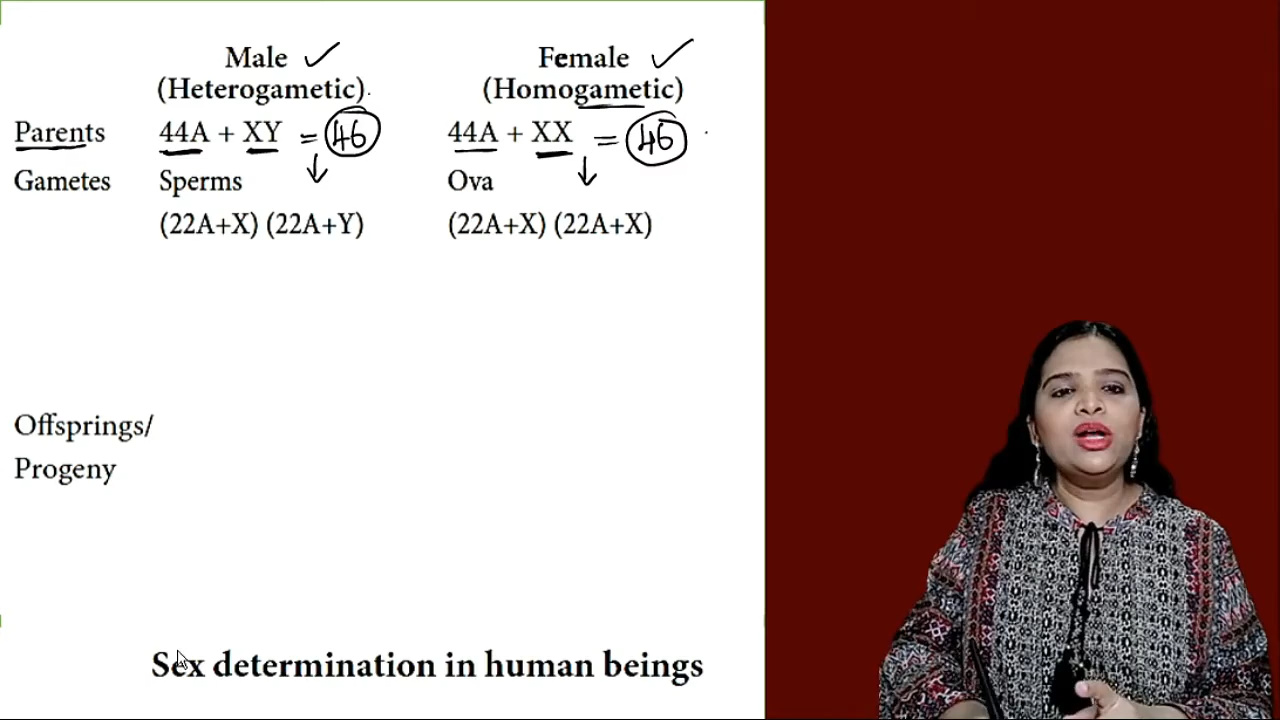 Male ✓ Female ✓
(Heterogametic) (Homogametic)
Parents 44A + XY = 46 44A + XX = 46
Gametes Sperms Ova
(22A+X) (22A+Y) (22A+X) (22A+X)
Offsprings/
Progeny
Sex determination in human beings